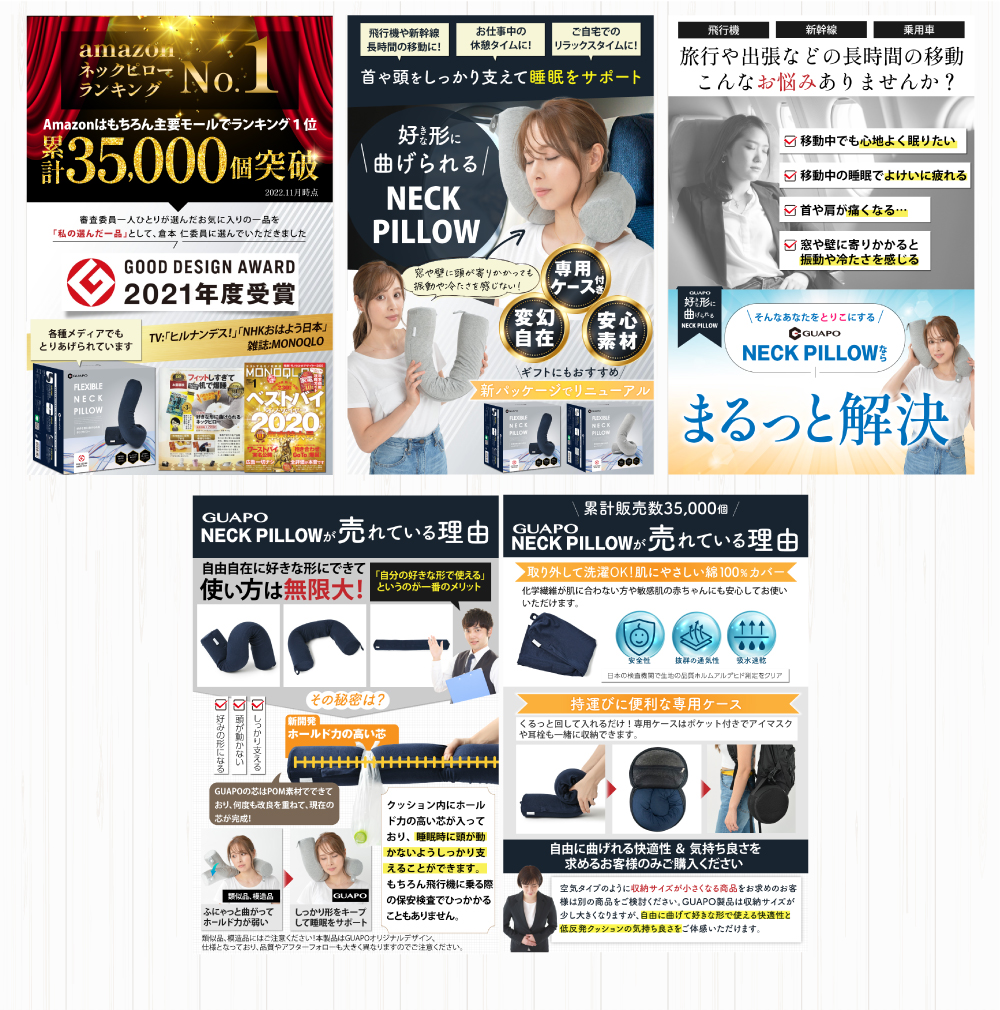 amazon
ネックピロー
ランキング
No.1
Amazonはもちろん主要モールでランキング1位
累計35,000個突破
2022.11月時点
審査委員一人ひとりが選んだお気に入りの一品を
「私の選んだ一品」として、倉本 仁委員に選んでいただきました
GOOD DESIGN AWARD
2021年度受賞
各種メディアでも
とりあげられています
TV:「ヒルナンデス!」「NHKおはよう日本」
雑誌:MONOQLO
GUAPO
FLEXIBLE
NECK
PILLOW
フィットしすぎて
机で爆睡
MONOQLO
ベストバイ
2020
飛行機や新幹線
長時間の移動に!
お仕事中の
休憩タイムに!
ご自宅での
リラックスタイムに!
首や頭をしっかり支えて睡眠をサポート
好きな形に
曲げられる
NECK
PILLOW
窓や壁に頭が寄りかかっても
振動や冷たさを感じない!
専用
ケース付き
変幻
自在
安心
素材
ギフトにもおすすめ
新パッケージでリニューアル
FLEXIBLE
NECK
PILLOW
FLEXIBLE
NECK
PILLOW
飛行機
新幹線
乗用車
旅行や出張などの長時間の移動
こんなお悩みありませんか?
移動中でも心地よく眠りたい
移動中の睡眠でよけいに疲れる
首や肩が痛くなる…
窓や壁に寄りかかると
振動や冷たさを感じる
GUAPO
好きな形に
曲げられる
NECK PILLOW
そんなあなたをとりこにする
GUAPO
NECK PILLOWなら
まるっと解決
GUAPO
NECK PILLOWが売れている理由
自由自在に好きな形にできて
使い方は無限大!
「自分の好きな形で使える」
というのが一番のメリット
その秘密は?
しっかり支える
頭が動かない
好みの形になる
新開発
ホールド力の高い芯
GUAPOの芯はPOM素材でできて
おり、何度も改良を重ねて、現在の
芯が完成!
クッション内にホール
ド力の高い芯が入って
おり、睡眠時に頭が動
かないようしっかり支
えることができます。
もちろん飛行機に乗る際
の保安検査でひっかかる
こともありません。
類似品、模造品
ふにゃっと曲がって
ホールド力が弱い
GUAPO
しっかり形をキープ
して睡眠をサポート
類似品、模造品にはご注意ください!本製品はGUAPOオリジナルデザイン、
仕様となっており、品質やアフターフォローも大きく異なりますのでご注意ください。
累計販売数35,000個
GUAPO
NECK PILLOWが売れている理由
取り外して洗濯OK!肌にやさしい綿100%カバー
化学繊維が肌に合わない方や敏感肌の赤ちゃんにも安心してお使い
いただけます。
安全性
抜群の通気性
吸水速乾
日本の検査機関で生地の品質ホルムアルデヒド測定をクリア
持運びに便利な専用ケース
くるっと回して入れるだけ!専用ケースはポケット付きでアイマスク
や耳栓も一緒に収納できます。
自由に曲げれる快適性 & 気持ち良さを
求めるお客様のみご購入ください
空気タイプのように収納サイズが小さくなる商品をお求めのお客
様は別の商品をご検討ください。GUAPO製品は収納サイズが
少し大きくなりますが、自由に曲げて好きな形で使える快適性と
低反発クッションの気持ち良さをご体感いただけます。